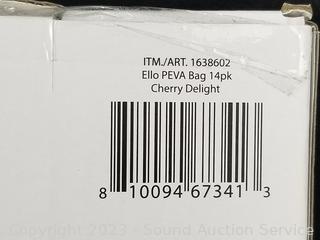 ITM./ART. 1638602
Ello PEVA Bag 14pk
Cherry Delight
8 10094 67341 3
Copyright 2023 - Sound Auction Service